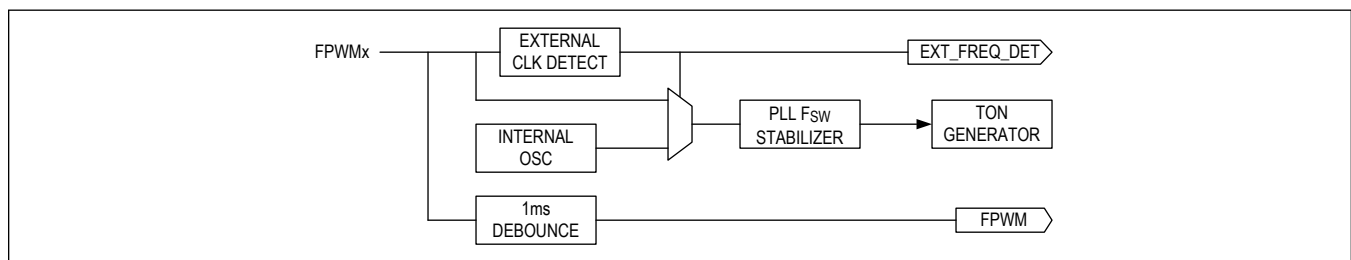 FPWMx
EXTERNAL
CLK DETECT
EXT_FREQ_DET
INTERNAL
OSC
PLL FSW
STABILIZER
TON
GENERATOR
1ms
DEBOUNCE
FPWM